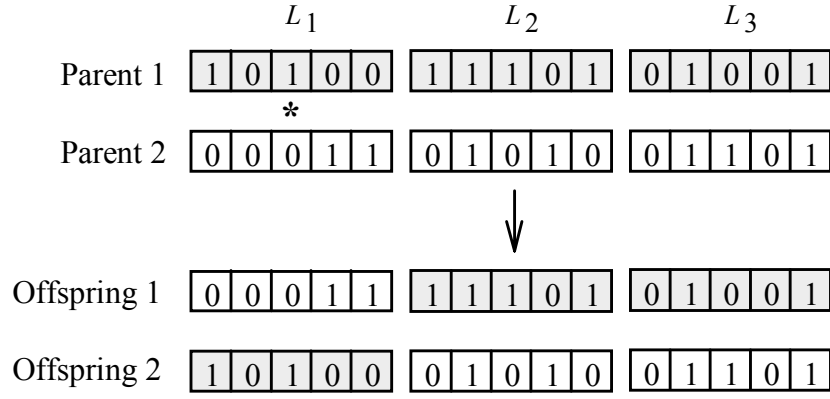 L1 L2 L3
Parent 1 1 0 1 0 0 1 1 1 0 1 0 1 0 0 1
*
Parent 2 0 0 0 1 1 0 1 0 1 0 0 1 1 0 1
Offspring 1 0 0 0 1 1 1 1 1 0 1 0 1 0 0 1
Offspring 2 1 0 1 0 0 0 1 0 1 0 0 1 1 0 1